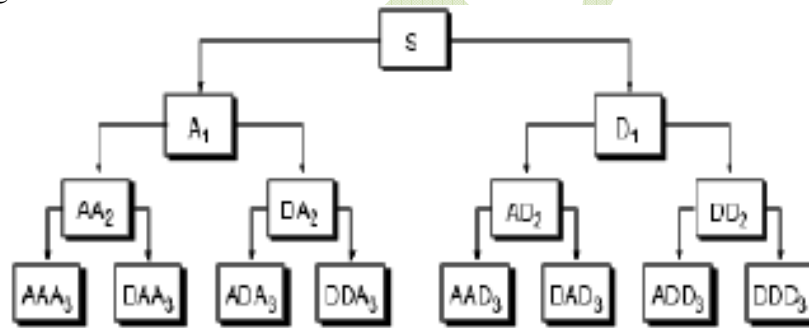 S
A₁ D₁
AA₂ DA₂ AD₂ DD₂
AAA₃ DAA₃ ADA₃ DDA₃ AAD₃ DAD₃ ADD₃ DDD₃